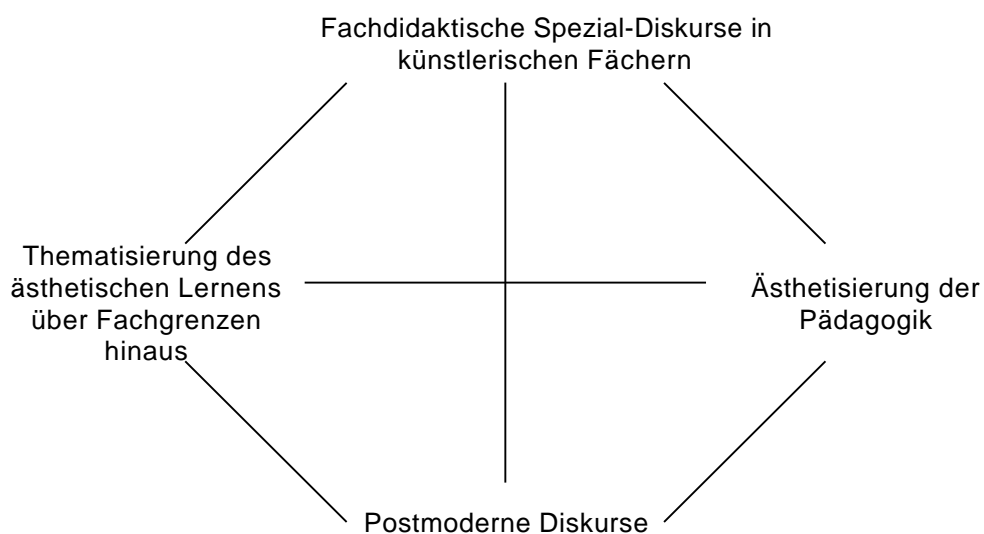 Fachdidaktische Spezial-Diskurse in
künstlerischen Fächern
Thematisierung des
ästhetischen Lernens
über Fachgrenzen
hinaus
Ästhetisierung der
Pädagogik
Postmoderne Diskurse